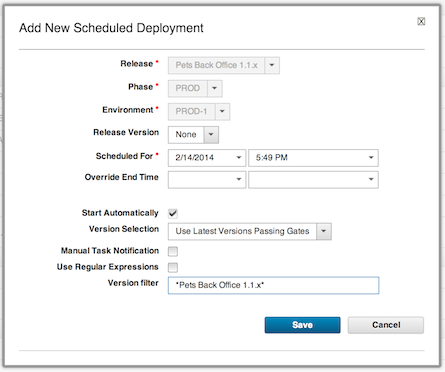 Add New Scheduled Deployment
Release * Pets Back Office 1.1.x
Phase * PROD
Environment * PROD-1
Release Version None
Scheduled For * 2/14/2014 5:49 PM
Override End Time
Start Automatically
Version Selection Use Latest Versions Passing Gates
Manual Task Notification
Use Regular Expressions
Version filter *Pets Back Office 1.1.x*
Save Cancel